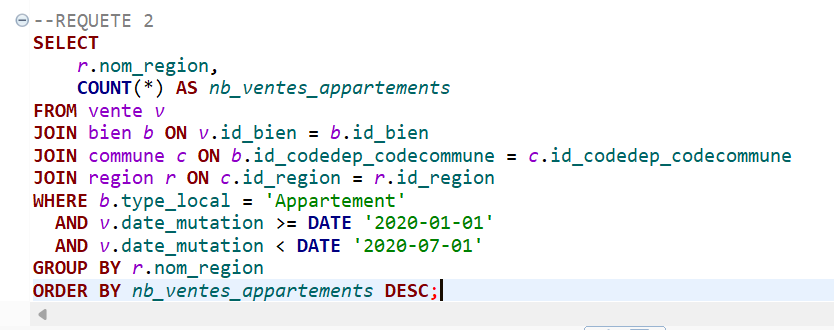 --REQUETE 2
SELECT
r.nom_region,
COUNT(*) AS nb_ventes_appartements
FROM vente v
JOIN bien b ON v.id_bien = b.id_bien
JOIN commune c ON b.id_codedep_codecommune = c.id_codedep_codecommune
JOIN region r ON c.id_region = r.id_region
WHERE b.type_local = 'Appartement'
AND v.date_mutation >= DATE '2020-01-01'
AND v.date_mutation < DATE '2020-07-01'
GROUP BY r.nom_region
ORDER BY nb_ventes_appartements DESC;